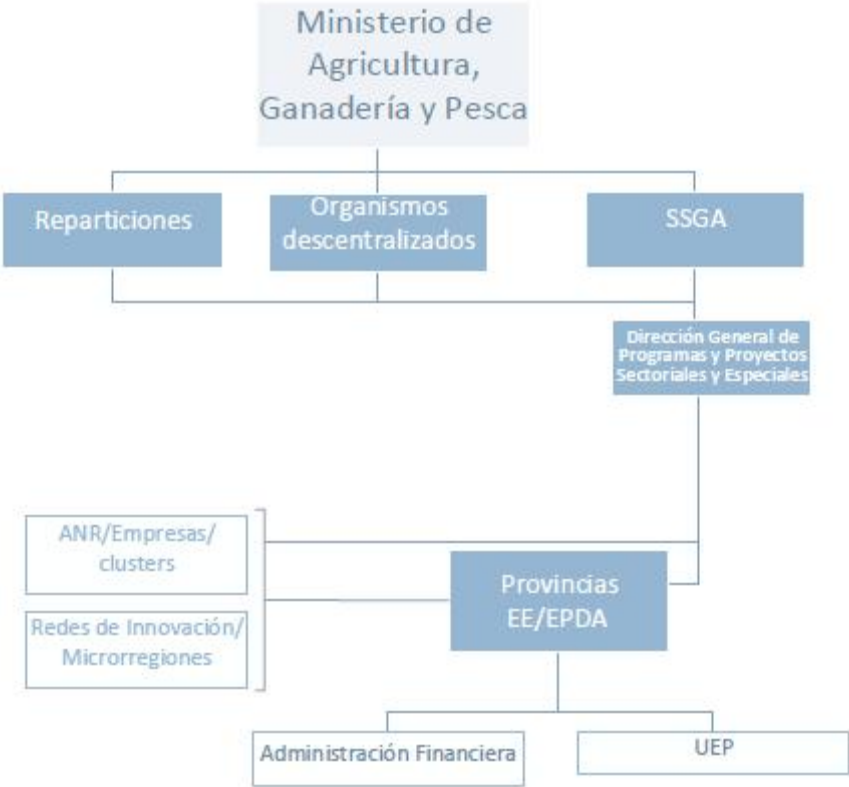 Ministerio de
Agricultura,
Ganadería y Pesca
Reparticiones
Organismos
descentralizados
SSGA
Dirección General de
Programas y Proyectos
Sectoriales y Especiales
ANR/Empresas/
clusters
Redes de Innovación/
Microrregiones
Provincias
EE/EPDA
Administración Financiera
UEP